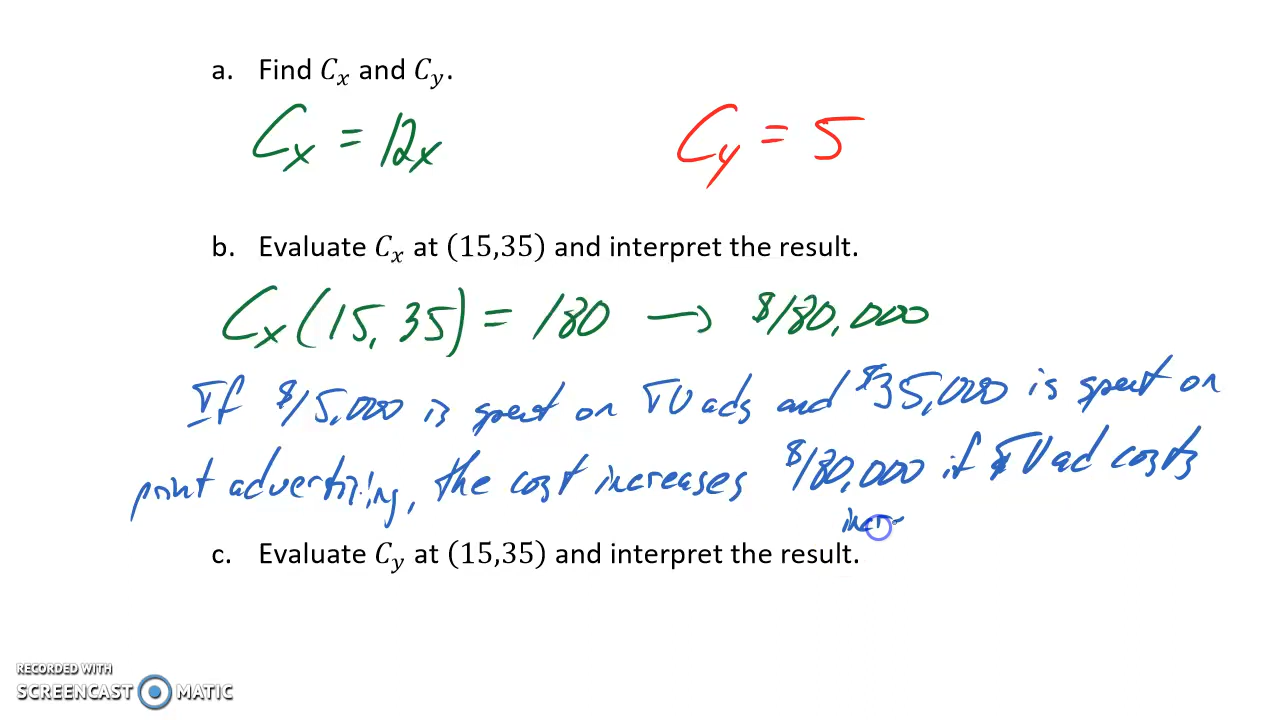 a. Find Cx and Cy.
Cx = 12x Cy = 5
b. Evaluate Cx at (15,35) and interpret the result.
Cx (15, 35) = 180 → $180,000
If $15,000 is spent on TV ads and $35,000 is spent on
print advertizing, the cost increases $180,000 if TV ad costs
incr
c. Evaluate Cy at (15,35) and interpret the result.
RECORDED WITH
SCREENCAST MATIC